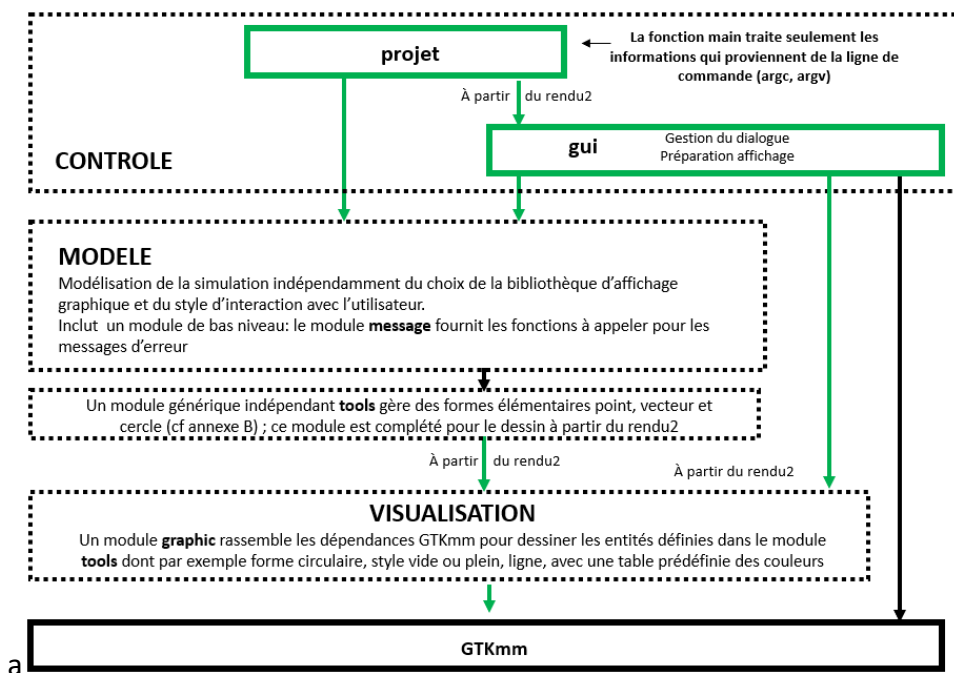 projet
La fonction main traite seulement les
informations qui proviennent de la ligne de
commande (argc, argv)
À partir du rendu2
gui
Gestion du dialogue
Préparation affichage
CONTROLE
MODELE
Modélisation de la simulation indépendamment du choix de la bibliothèque d’affichage
graphique et du style d’interaction avec l’utilisateur.
Inclut un module de bas niveau: le module message fournit les fonctions à appeler pour les
messages d’erreur
Un module générique indépendant tools gère des formes élémentaires point, vecteur et
cercle (cf annexe B) ; ce module est complété pour le dessin à partir du rendu2
À partir du rendu2
À partir du rendu2
VISUALISATION
Un module graphic rassemble les dépendances GTKmm pour dessiner les entités définies dans le module
tools dont par exemple forme circulaire, style vide ou plein, ligne, avec une table prédéfinie des couleurs
GTKmm
a